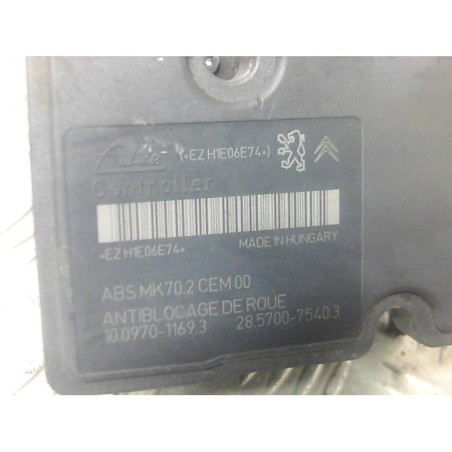 (*EZ H1E06E74*)
Controller
*EZ H1E06E74*
MADE IN HUNGARY
ABS MK70.2 CEM 00
ANTIBLOCAGE DE ROUE
10.0970-1169.3 28.5700-7540.3